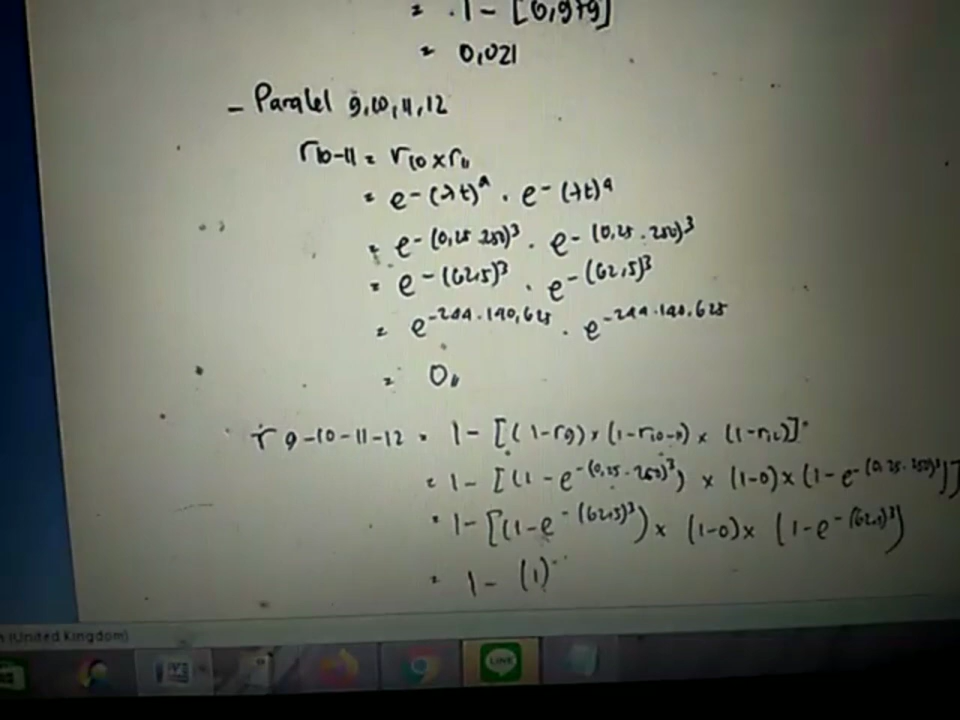 = 1 - [0,979]
= 0,021
- Paralel 9,10,11,12
r10-11 = r10 x r11
= e-(λt)^a . e-(λt)^a
= e-(0,25.250)³ . e-(0,25.250)³
= e-(62,5)³ . e-(62,5)³
= e^-244.140,625 . e^-244.140,625
= 0,,
r 9-10-11-12 = 1-[(1-r9)x(1-r10-11)x(1-r12)]
= 1-[(1-e-(0,25.250)³) x (1-0)x(1-e-(0,25.250)³)]
= 1-[(1-e-(62,5)³)x (1-0)x (1-e-(62,5)³)
= 1- (1)
(United Kingdom)
LINE